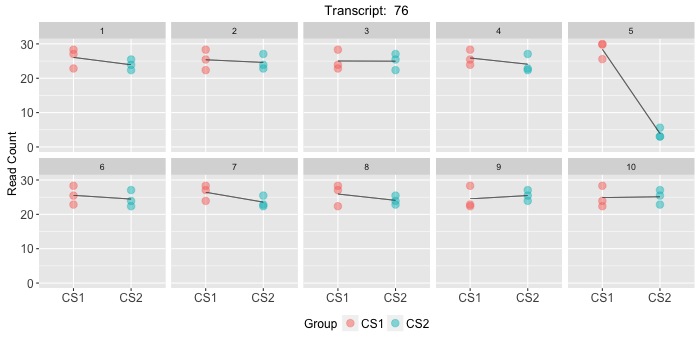 Transcript: 76
1 2 3 4 5
30
20
10
0
Read Count
6 7 8 9 10
30
20
10
0
CS1 CS2 CS1 CS2 CS1 CS2 CS1 CS2 CS1 CS2
Group CS1 CS2